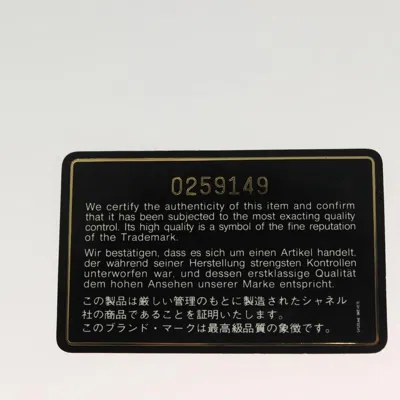 0259149
We certify the authenticity of this item and confirm
that it has been subjected to the most exacting quality
control. Its high quality is a symbol of the fine reputation
of the Trademark.
Wir bestätigen, dass es sich um einen Artikel handelt,
der während seiner Herstellung strengsten Kontrollen
unterworfen war, und dessen erstklassige Qualität
dem hohen Ansehen unserer Marke entspricht.
この製品は厳しい管理のもとに製造されたシャネル
社の商品であることを証明いたします。
このブランド・マークは最高級品質の象徴です。